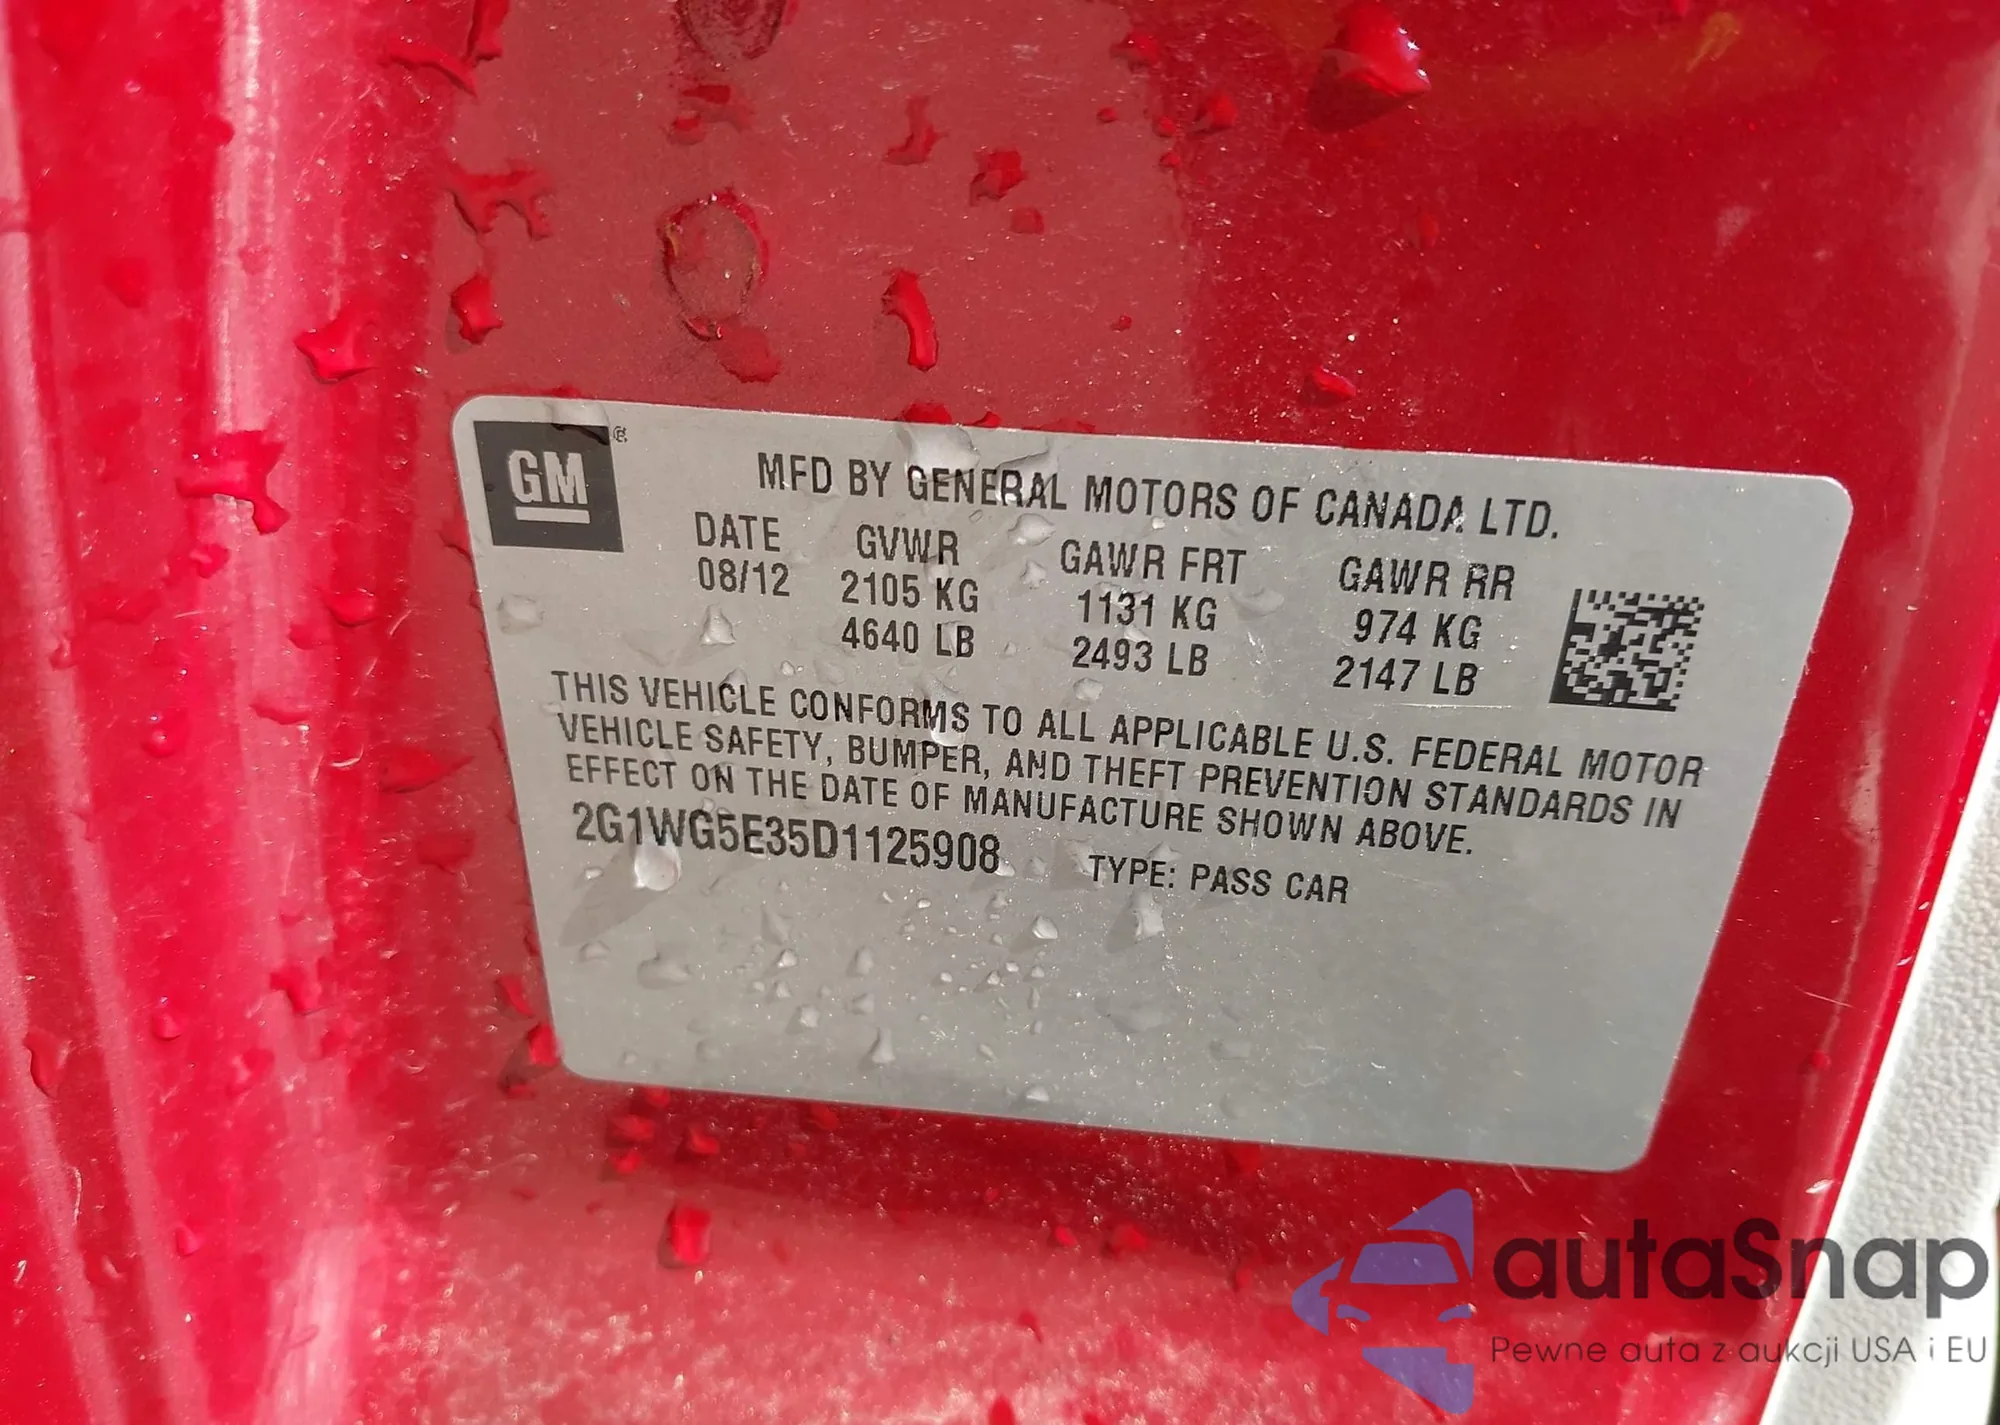 GM
MFD BY GENERAL MOTORS OF CANADA LTD.
DATE GVWR GAWR FRT GAWR RR
08/12 2105 KG 1131 KG 974 KG
4640 LB 2493 LB 2147 LB
THIS VEHICLE CONFORMS TO ALL APPLICABLE U.S. FEDERAL MOTOR
VEHICLE SAFETY, BUMPER, AND THEFT PREVENTION STANDARDS IN
EFFECT ON THE DATE OF MANUFACTURE SHOWN ABOVE.
2G1WG5E35D1125908 TYPE: PASS CAR
autaSnap
Pewne auta z aukcji USA i EU